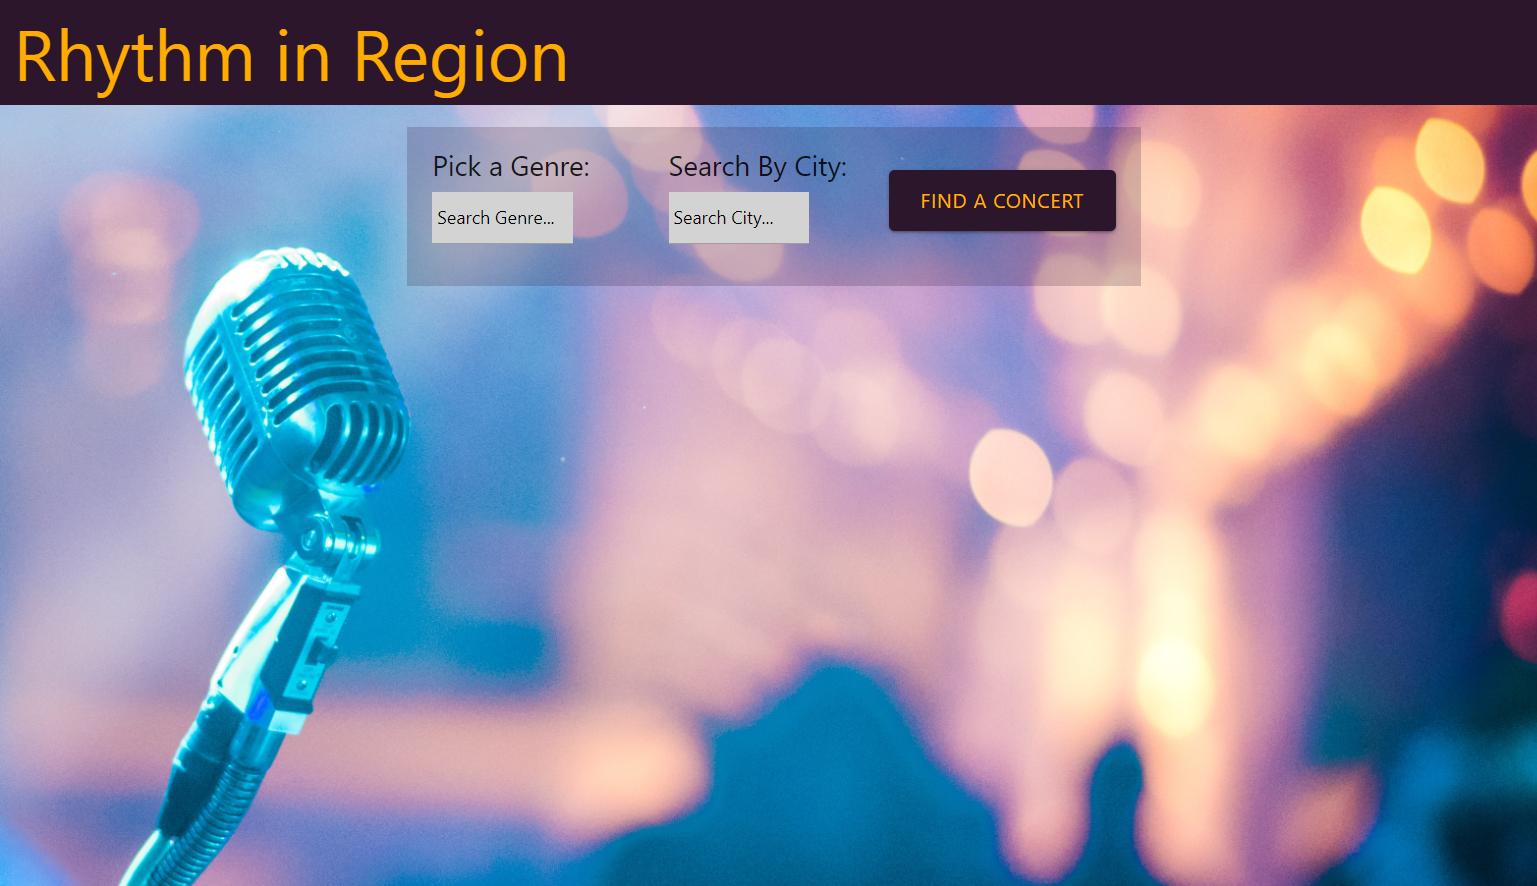 Rhythm in Region
Pick a Genre:
Search By City:
FIND A CONCERT
Search Genre...
Search City...